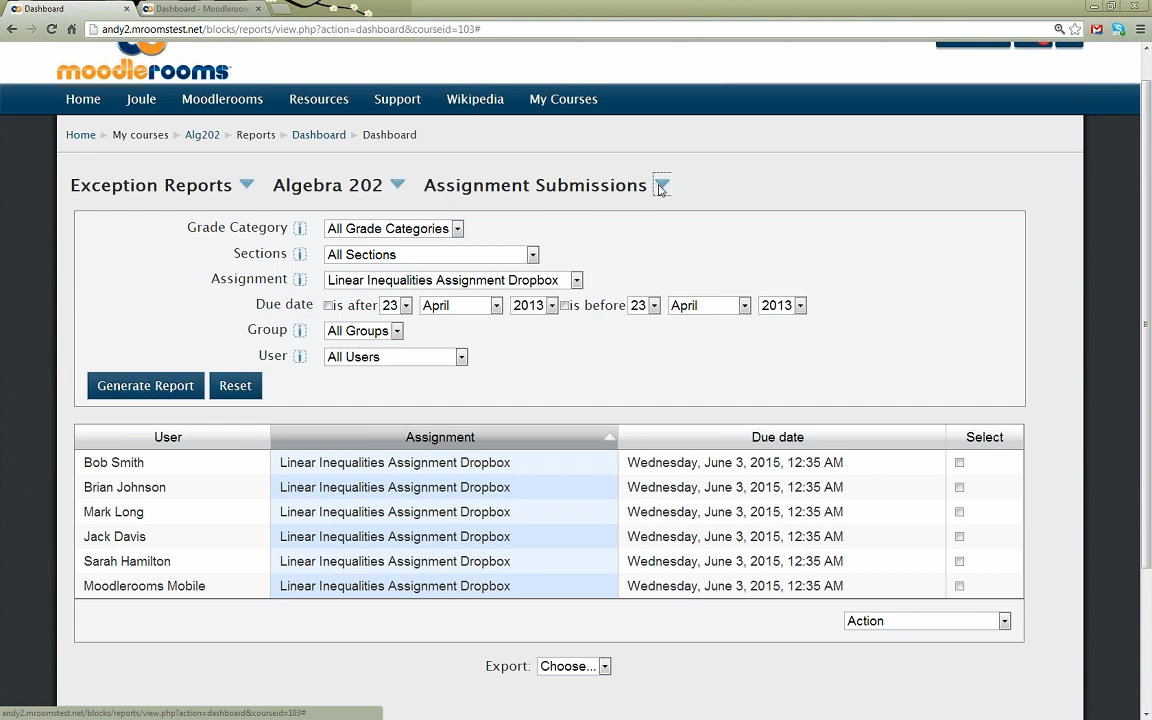 Dashboard × Dashboard - Moodleroom ×
andy2.mroomstest.net/blocks/reports/view.php?action=dashboard&courseid=103#
moodlerooms
Home Joule Moodlerooms Resources Support Wikipedia My Courses
Home My courses Alg202 Reports Dashboard Dashboard
Exception Reports Algebra 202 Assignment Submissions
Grade Category i All Grade Categories
Sections i All Sections
Assignment i Linear Inequalities Assignment Dropbox
Due date is after 23 April 2013 is before 23 April 2013
Group i All Groups
User i All Users
Generate Report Reset
User Assignment Due date Select
Bob Smith Linear Inequalities Assignment Dropbox Wednesday, June 3, 2015, 12:35 AM
Brian Johnson Linear Inequalities Assignment Dropbox Wednesday, June 3, 2015, 12:35 AM
Mark Long Linear Inequalities Assignment Dropbox Wednesday, June 3, 2015, 12:35 AM
Jack Davis Linear Inequalities Assignment Dropbox Wednesday, June 3, 2015, 12:35 AM
Sarah Hamilton Linear Inequalities Assignment Dropbox Wednesday, June 3, 2015, 12:35 AM
Moodlerooms Mobile Linear Inequalities Assignment Dropbox Wednesday, June 3, 2015, 12:35 AM
Action
Export: Choose...
andy2.mroomstest.net/blocks/reports/view.php?action=dashboard&courseid=103#